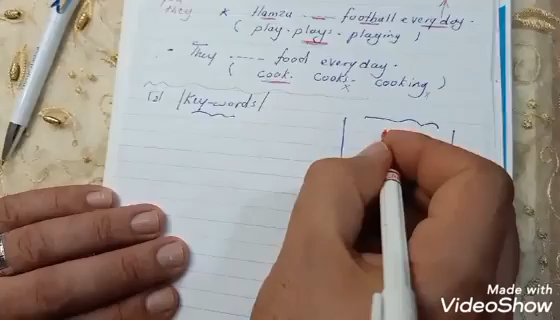 they
* Hamza ---- football every day.
( play - plays - playing )
• They ---- food every day.
( cook - cooks - cooking )
[2] | Key-words |
Made with
VideoShow